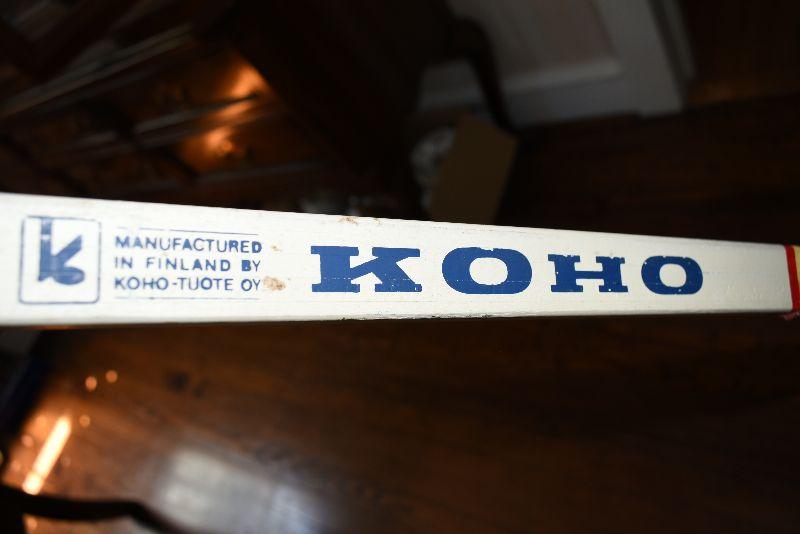 MANUFACTURED
IN FINLAND BY
KOHO-TUOTE OY
KOHO